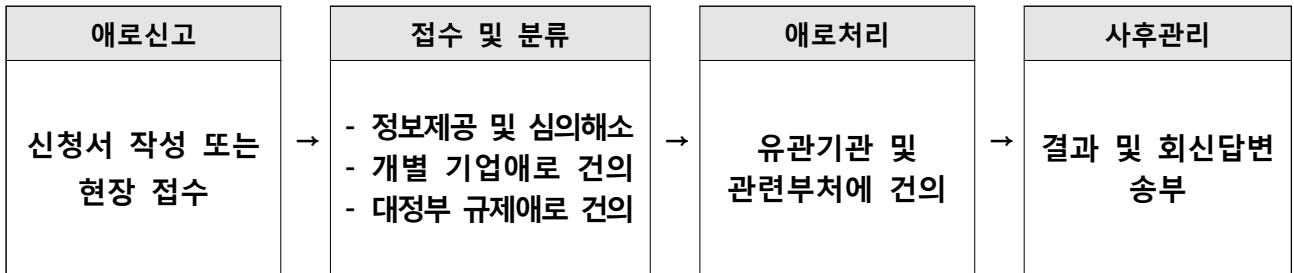 애로신고
신청서 작성 또는
현장 접수
→
접수 및 분류
- 정보제공 및 심의해소
- 개별 기업애로 건의
- 대정부 규제애로 건의
→
애로처리
유관기관 및
관련부처에 건의
→
사후관리
결과 및 회신답변
송부